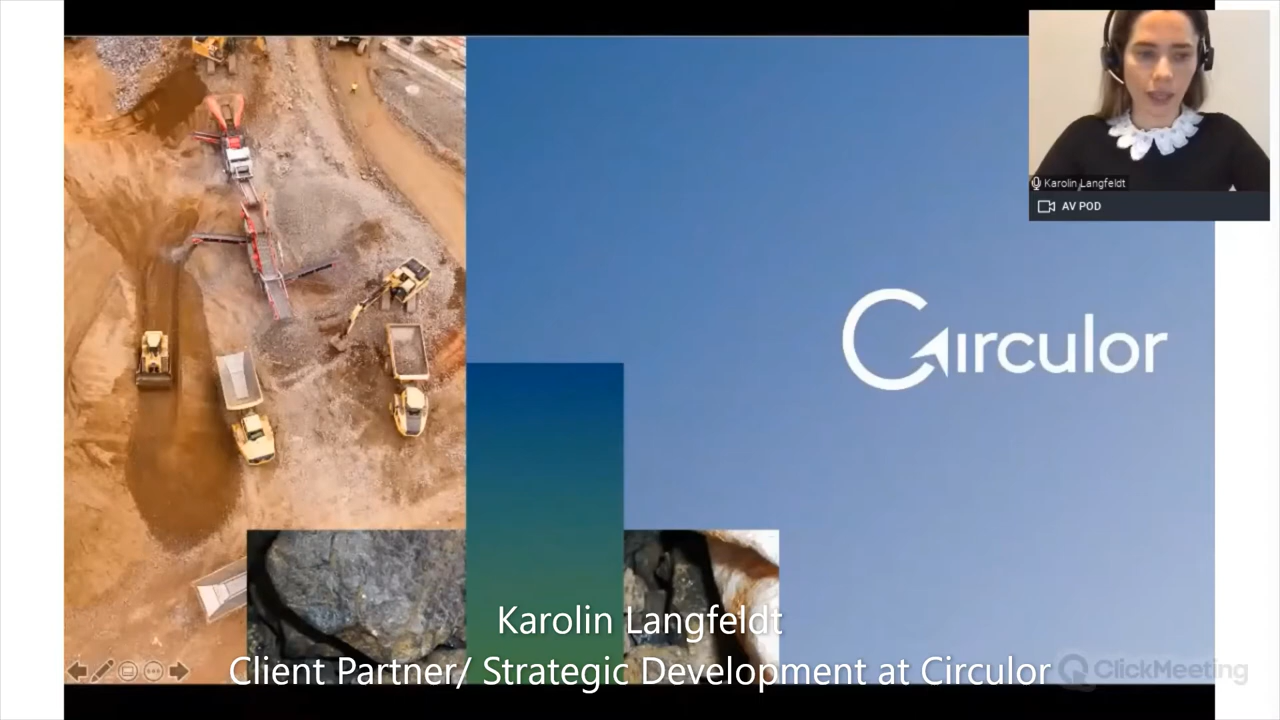 Karolin Langfeldt
AV POD
Circulor
Karolin Langfeldt
Client Partner/ Strategic Development at Circulor
ClickMeeting